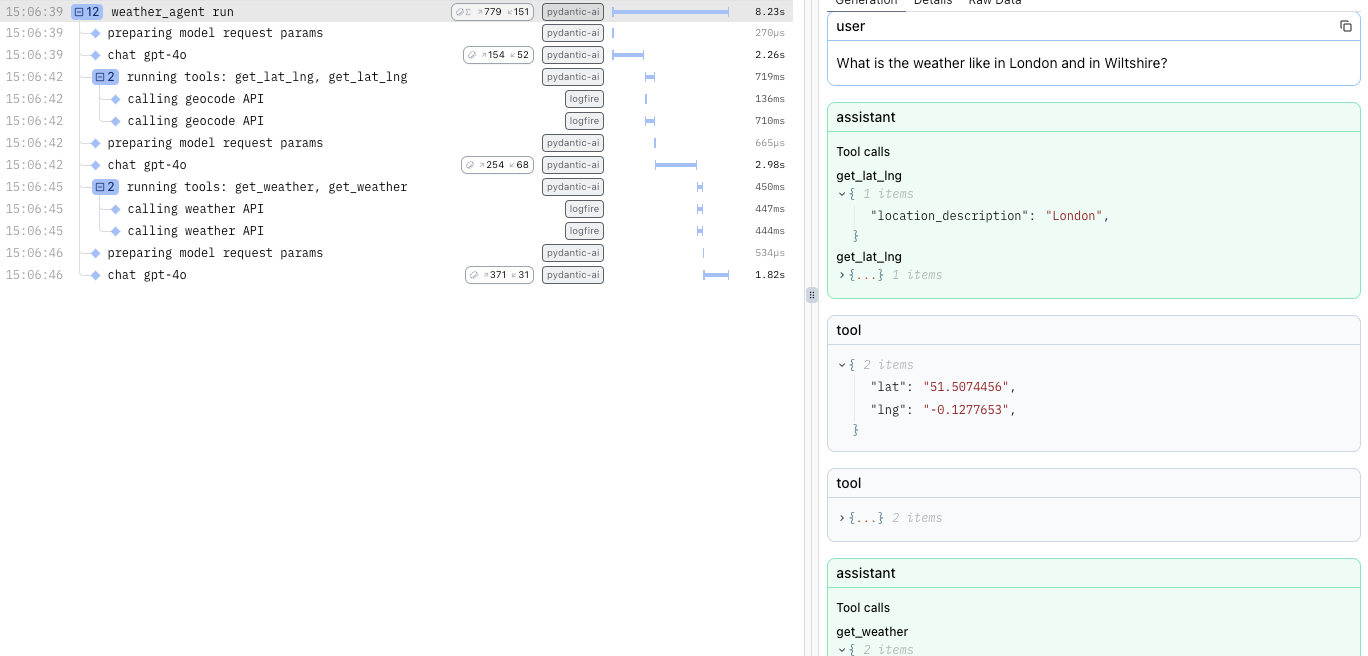 15:06:39 12 weather_agent run Σ ↗779 ↙151 pydantic-ai 8.23s
15:06:39 preparing model request params pydantic-ai 270µs
15:06:39 chat gpt-4o ↗154 ↙52 pydantic-ai 2.26s
15:06:42 2 running tools: get_lat_lng, get_lat_lng pydantic-ai 719ms
15:06:42 calling geocode API logfire 136ms
15:06:42 calling geocode API logfire 710ms
15:06:42 preparing model request params pydantic-ai 665µs
15:06:42 chat gpt-4o ↗254 ↙68 pydantic-ai 2.98s
15:06:45 2 running tools: get_weather, get_weather pydantic-ai 450ms
15:06:45 calling weather API logfire 447ms
15:06:45 calling weather API logfire 444ms
15:06:46 preparing model request params pydantic-ai 534µs
15:06:46 chat gpt-4o ↗371 ↙31 pydantic-ai 1.82s
Generation Details Raw Data
user
What is the weather like in London and in Wiltshire?
assistant
Tool calls
get_lat_lng
{ 1 items
"location_description": "London",
}
get_lat_lng
{...} 1 items
tool
{ 2 items
"lat": "51.5074456",
"lng": "-0.1277653",
}
tool
{...} 2 items
assistant
Tool calls
get_weather
{ 2 items